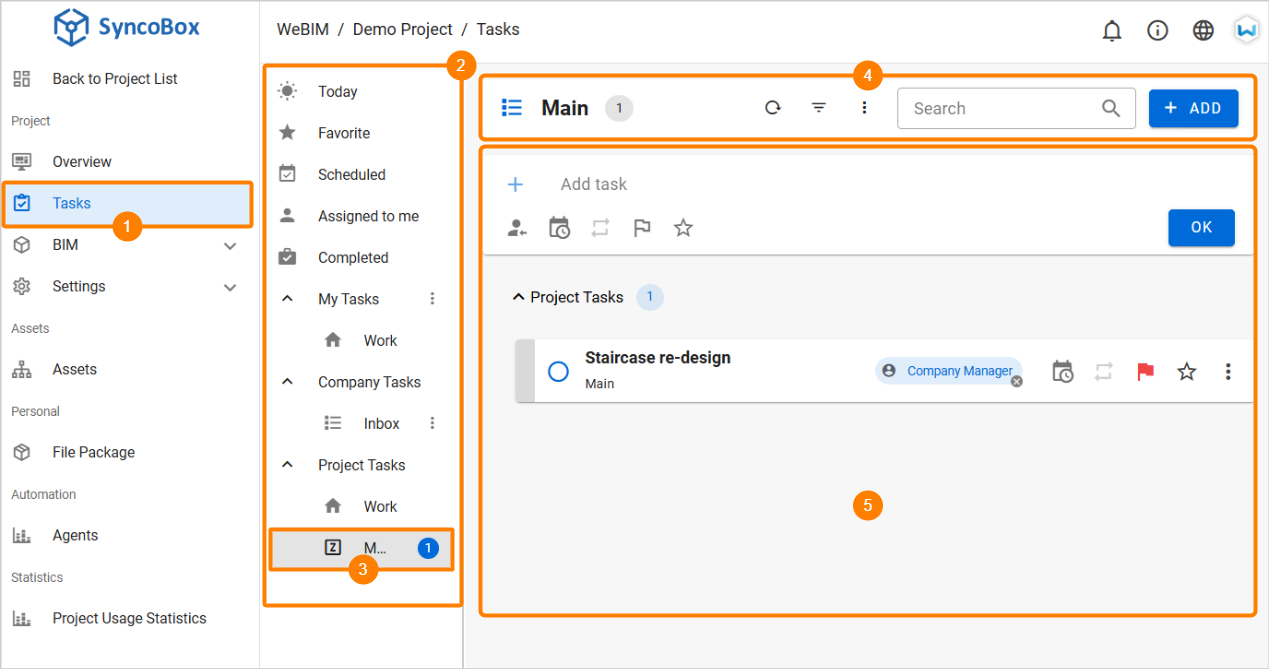 SyncoBox
WeBIM / Demo Project / Tasks
Back to Project List
Project
Overview
Tasks
1
BIM
Settings
Assets
Assets
Personal
File Package
Automation
Agents
Statistics
Project Usage Statistics
2
Today
Favorite
Scheduled
Assigned to me
Completed
My Tasks
Work
Company Tasks
Inbox
Project Tasks
Work
Z M... 1
3
4
Main 1
Search
+ ADD
+ Add task
OK
Project Tasks 1
Staircase re-design
Main
Company Manager
5